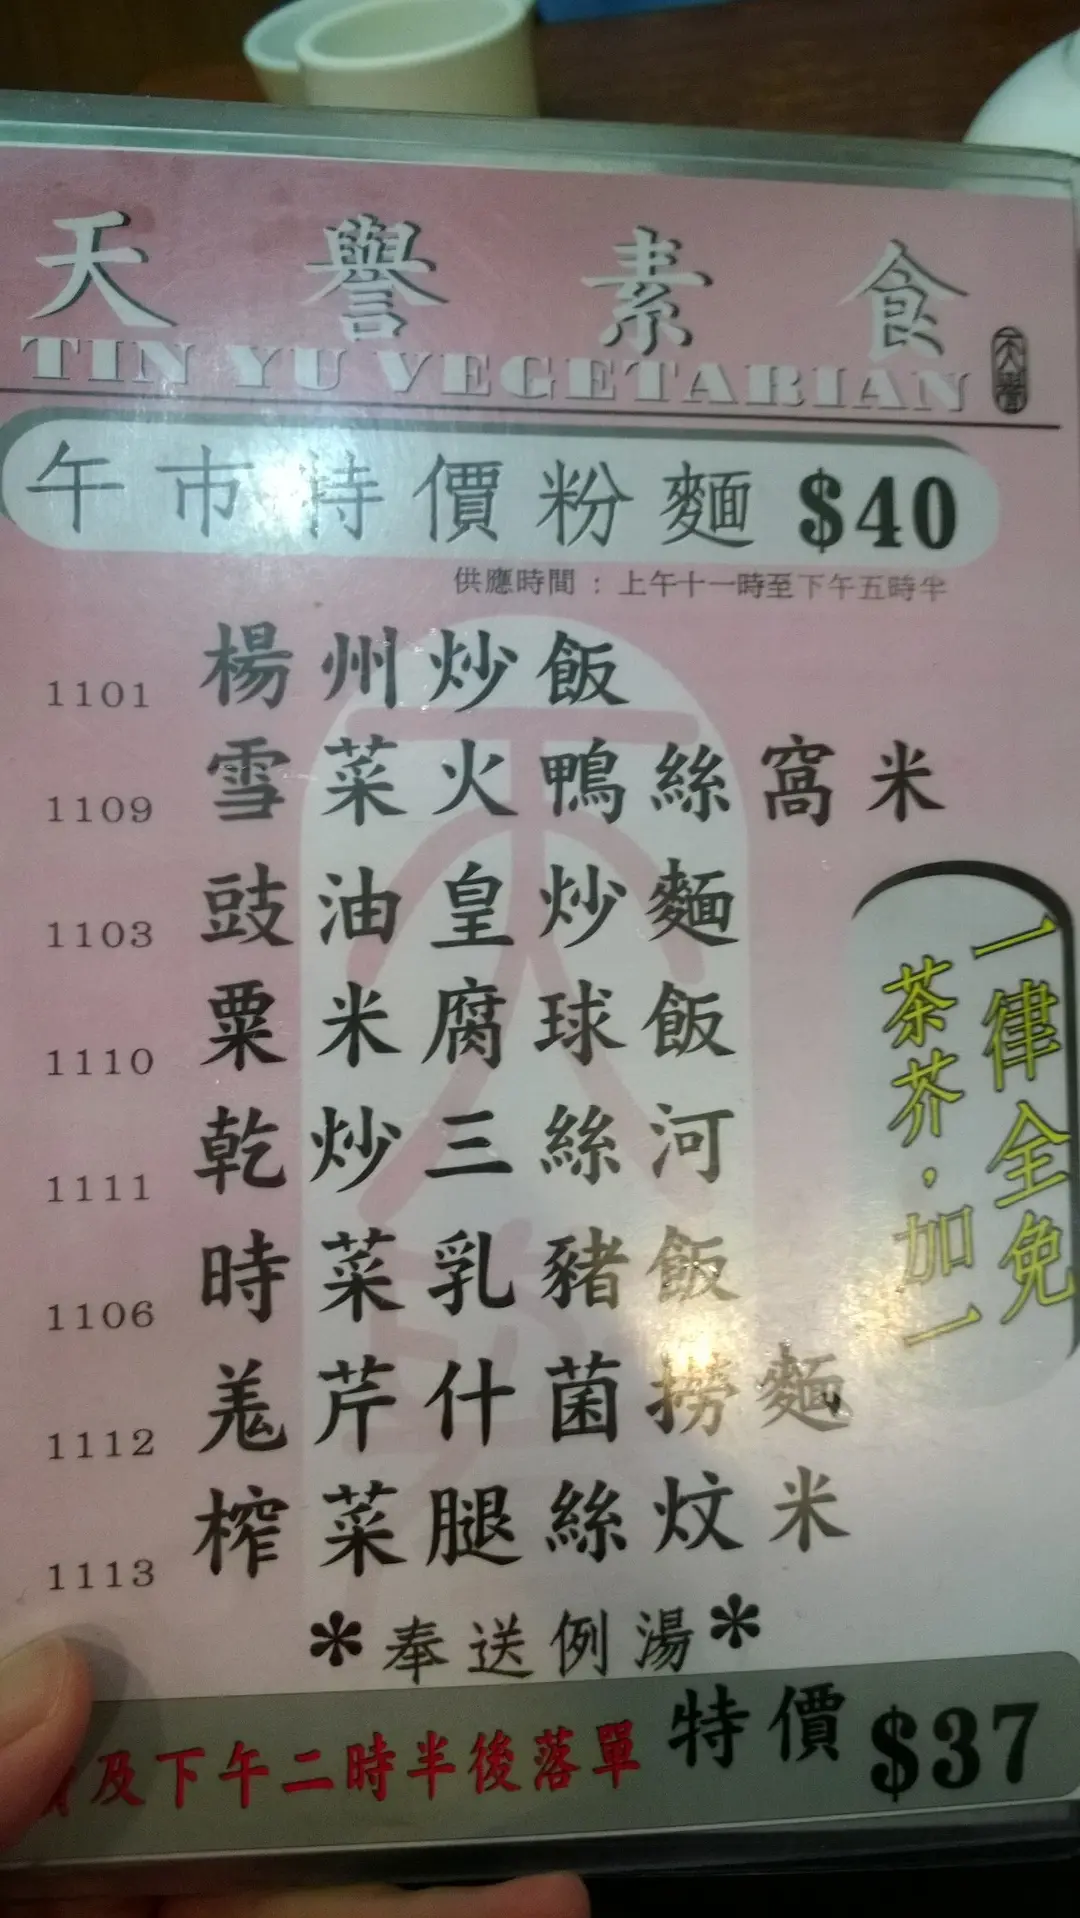 天譽素食
TIN YU VEGETARIAN
天譽
午市特價粉麵 $40
供應時間：上午十一時至下午五時半
1101 楊州炒飯
1109 雪菜火鴨絲窩米
1103 豉油皇炒麵
1110 粟米腐球飯
1111 乾炒三絲河
1106 時菜乳豬飯
1112 羗芹什菌撈麵
1113 榨菜腿絲炆米
一律全免
茶芥，加一
*奉送例湯*
及下午二時半後落單 特價 $37